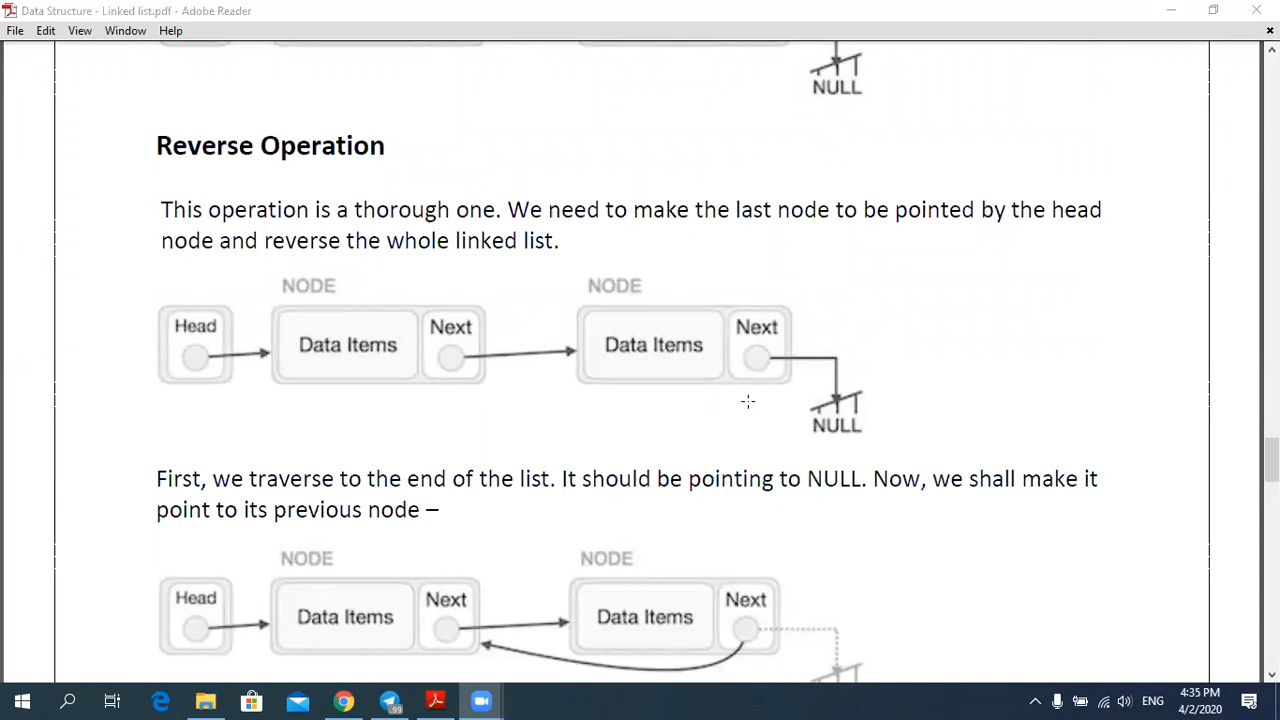 Data Structure - Linked list.pdf - Adobe Reader
File Edit View Window Help
NULL
Reverse Operation
This operation is a thorough one. We need to make the last node to be pointed by the head
node and reverse the whole linked list.
NODE NODE
Head Next Next
Data Items Data Items
NULL
First, we traverse to the end of the list. It should be pointing to NULL. Now, we shall make it
point to its previous node –
NODE NODE
Head Next Next
Data Items Data Items
99
ENG
4:35 PM
4/2/2020